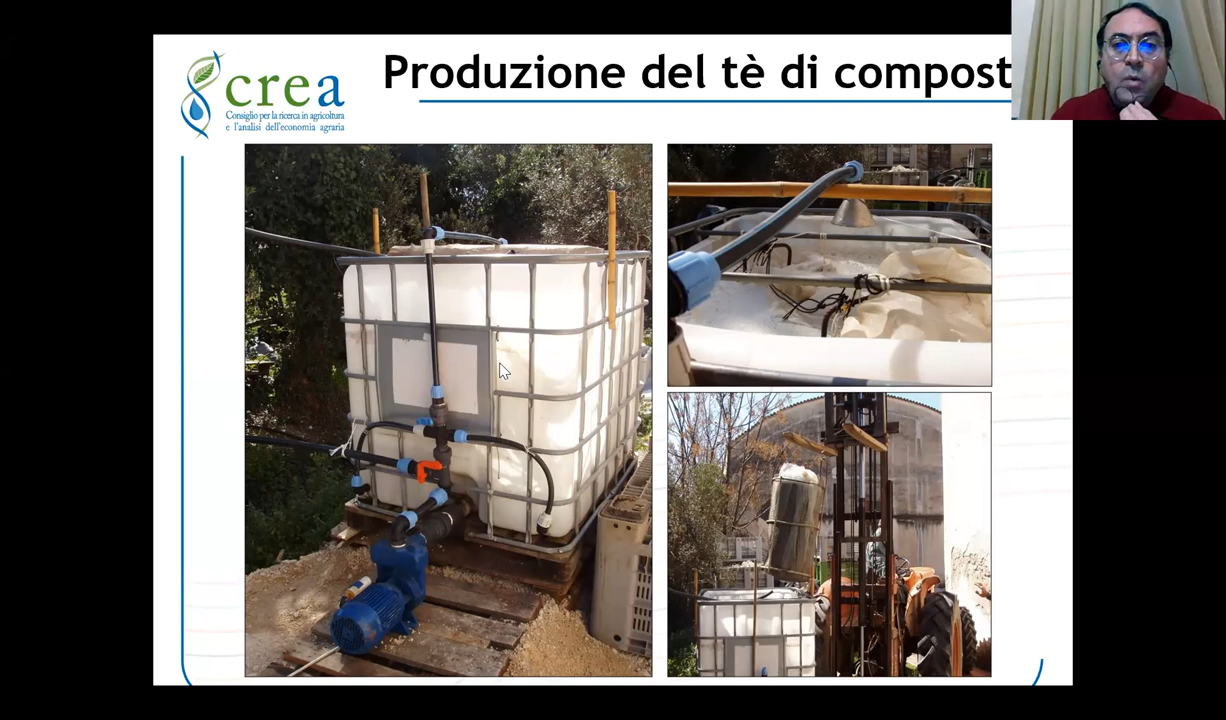 Produzione del tè di compost
crea
Consiglio per la ricerca in agricoltura
e l'analisi dell'economia agraria